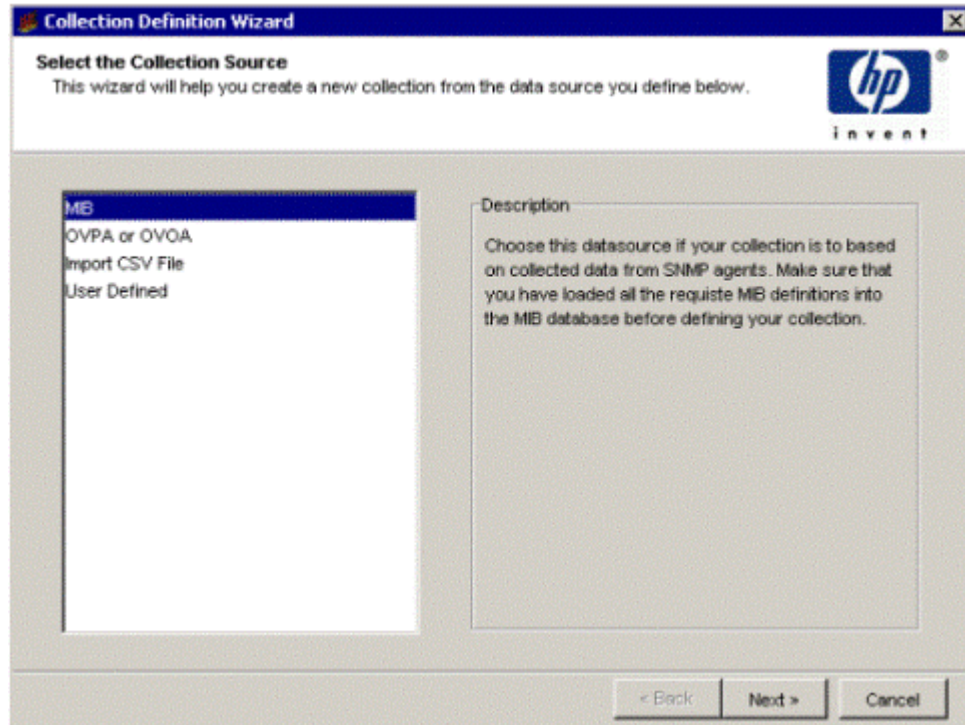 Collection Definition Wizard
Select the Collection Source
This wizard will help you create a new collection from the data source you define below.
hp
®
invent
MIB
OVPA or OVOA
Import CSV File
User Defined
Description
Choose this datasource if your collection is to based
on collected data from SNMP agents. Make sure that
you have loaded all the requiste MIB definitions into
the MIB database before defining your collection.
< Back
Next >
Cancel